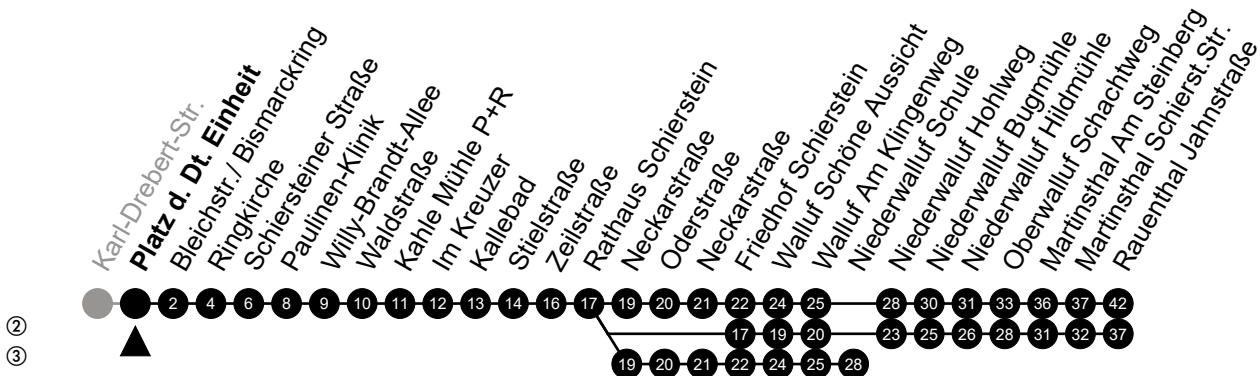 Karl-Drebert-Str.
Platz d. Dt. Einheit
Bleichstr./ Bismarckring
Ringkirche
Schiersteiner Straße
Paulinen-Klinik
Willy-Brandt-Allee
Waldstraße
Kahle Mühle P+R
Im Kreuzer
Kallebad
Stielstraße
Zeilstraße
Rathaus Schierstein
Neckarstraße
Oderstraße
Neckarstraße
Friedhof Schierstein
Walluf Schöne Aussicht
Walluf Am Klingenweg
Niederwalluf Schule
Niederwalluf Hohlweg
Niederwalluf Bugmühle
Niederwalluf Hildmühle
Oberwalluf Schachtweg
Martinsthal Am Steinberg
Martinsthal Schierst.Str.
Rauenthal Jahnstraße
2 4 6 8 9 10 11 12 13 14 16 17 19 20 21 22 24 25 28 30 31 33 36 37 42
② 17 19 20 23 25 26 28 31 32 37
③ 19 20 21 22 24 25 28